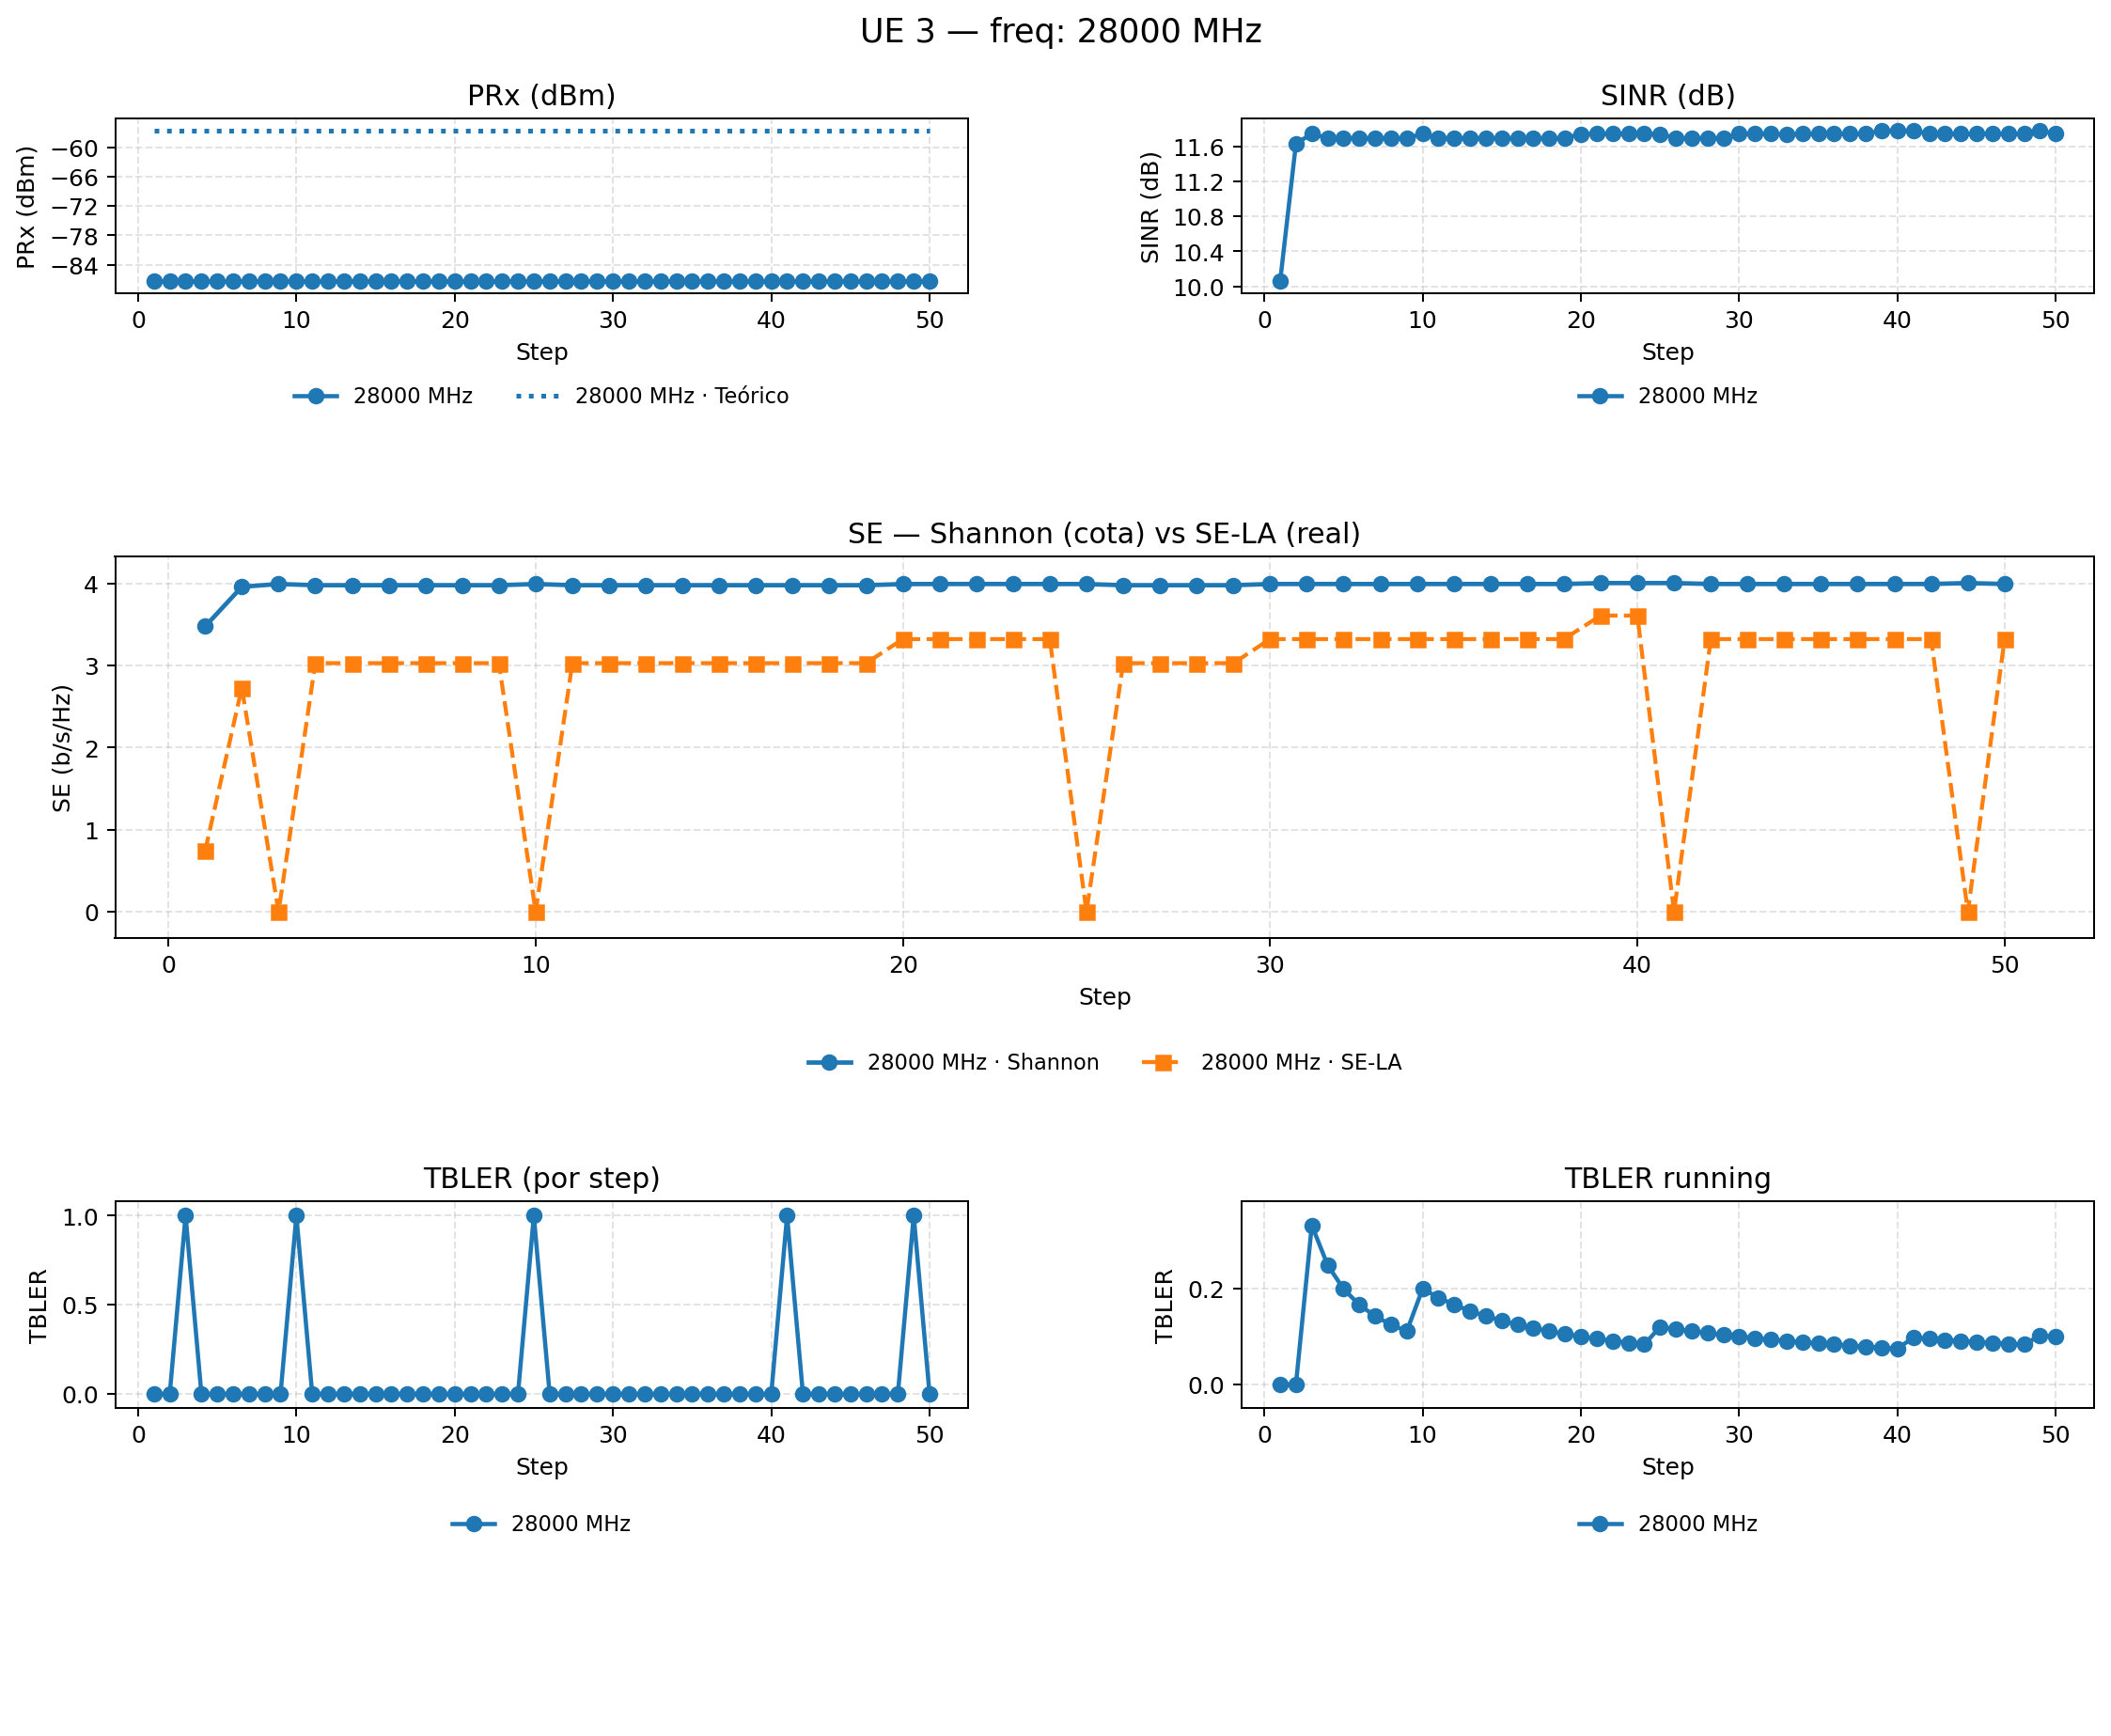 UE 3 — freq: 28000 MHz
PRx (dBm)
PRx (dBm)
−60
−66
−72
−78
−84
0 10 20 30 40 50
Step
28000 MHz 28000 MHz · Teórico
SINR (dB)
SINR (dB)
11.6
11.2
10.8
10.4
10.0
0 10 20 30 40 50
Step
28000 MHz
SE — Shannon (cota) vs SE-LA (real)
SE (b/s/Hz)
4
3
2
1
0
0 10 20 30 40 50
Step
28000 MHz · Shannon 28000 MHz · SE-LA
TBLER (por step)
TBLER
1.0
0.5
0.0
0 10 20 30 40 50
Step
28000 MHz
TBLER running
TBLER
0.2
0.0
0 10 20 30 40 50
Step
28000 MHz